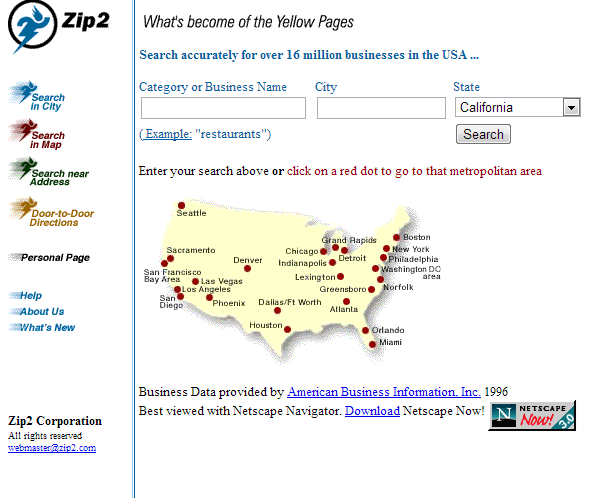 Zip2
What's become of the Yellow Pages
Search accurately for over 16 million businesses in the USA ...
Category or Business Name
City
State
California
( Example: "restaurants")
Search
Search
in City
Search
in Map
Search near
Address
Door-to-Door
Directions
Personal Page
Help
About Us
What's New
Enter your search above or click on a red dot to go to that metropolitan area
Seattle
Sacramento
San Francisco
Bay Area
Las Vegas
Los Angeles
San
Diego
Phoenix
Denver
Dallas/Ft Worth
Houston
Chicago
Grand Rapids
Detroit
Indianapolis
Lexington
Greensboro
Atlanta
Boston
New York
Philadelphia
Washington DC
area
Norfolk
Orlando
Miami
Business Data provided by American Business Information, Inc. 1996
Best viewed with Netscape Navigator. Download Netscape Now!
N
NETSCAPE
Now!
3.0
Zip2 Corporation
All rights reserved
webmaster@zip2.com